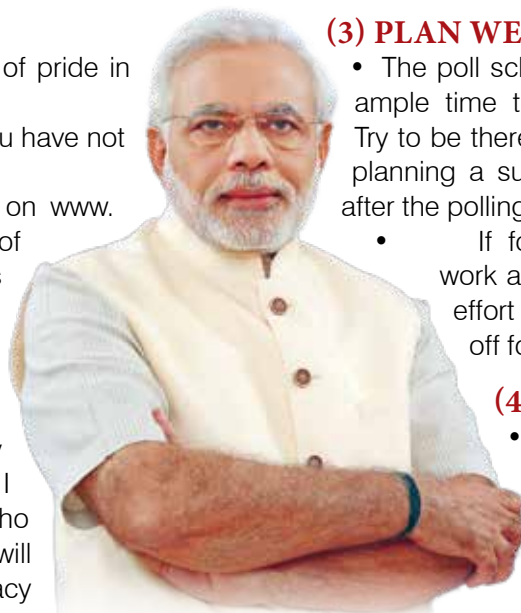 of pride in
u have not
on www.
of
s
y
I
ho
will
acy
(3) PLAN WE
• The poll sch
ample time t
Try to be there
planning a su
after the polling
• If fo
work a
effort
off fo
(4
•